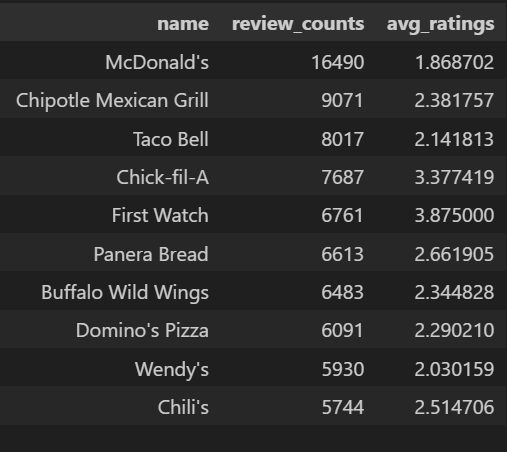 name review_counts avg_ratings
McDonald's 16490 1.868702
Chipotle Mexican Grill 9071 2.381757
Taco Bell 8017 2.141813
Chick-fil-A 7687 3.377419
First Watch 6761 3.875000
Panera Bread 6613 2.661905
Buffalo Wild Wings 6483 2.344828
Domino's Pizza 6091 2.290210
Wendy's 5930 2.030159
Chili's 5744 2.514706